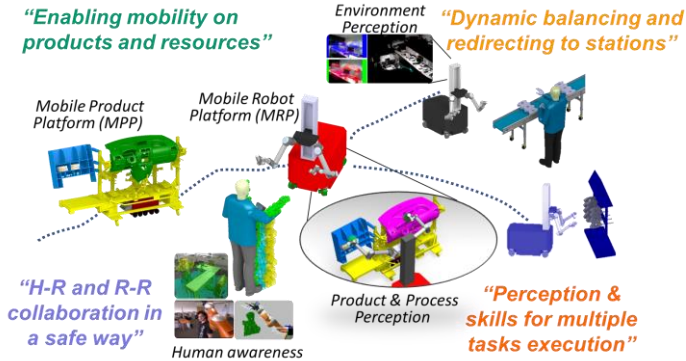 “Enabling mobility on
products and resources”
Environment
Perception
“Dynamic balancing and
redirecting to stations”
Mobile Product
Platform (MPP)
Mobile Robot
Platform (MRP)
“H-R and R-R
collaboration in
a safe way”
Human awareness
Product & Process
Perception
“Perception &
skills for multiple
tasks execution”